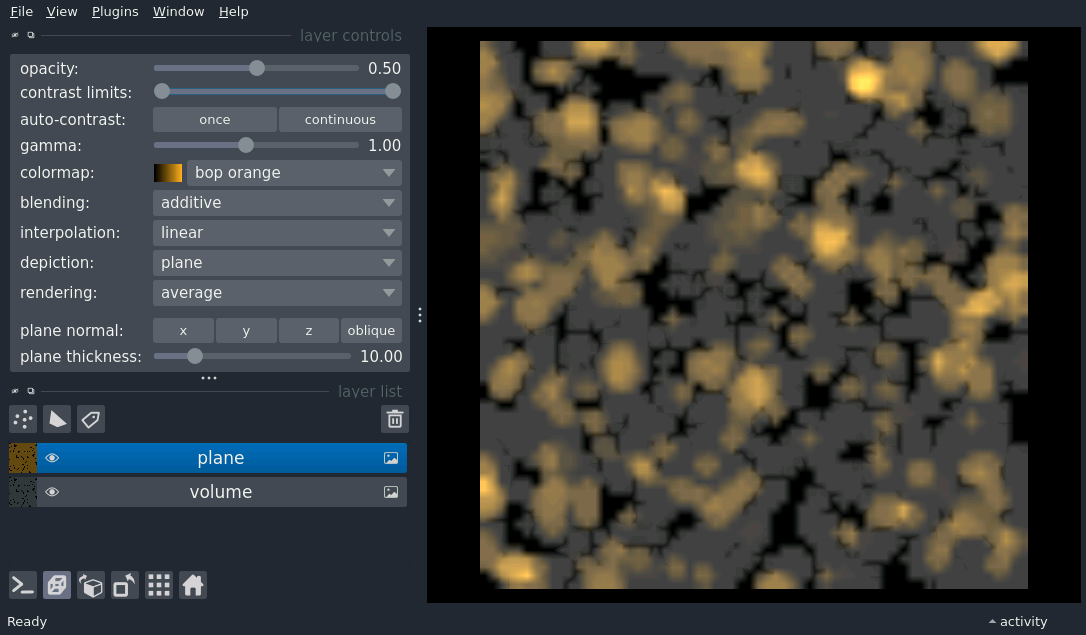 File View Plugins Window Help
layer controls
opacity: 0.50
contrast limits:
auto-contrast: once continuous
gamma: 1.00
colormap: bop orange
blending: additive
interpolation: linear
depiction: plane
rendering: average
plane normal: x y z oblique
plane thickness: 10.00
layer list
plane
volume
Ready
activity